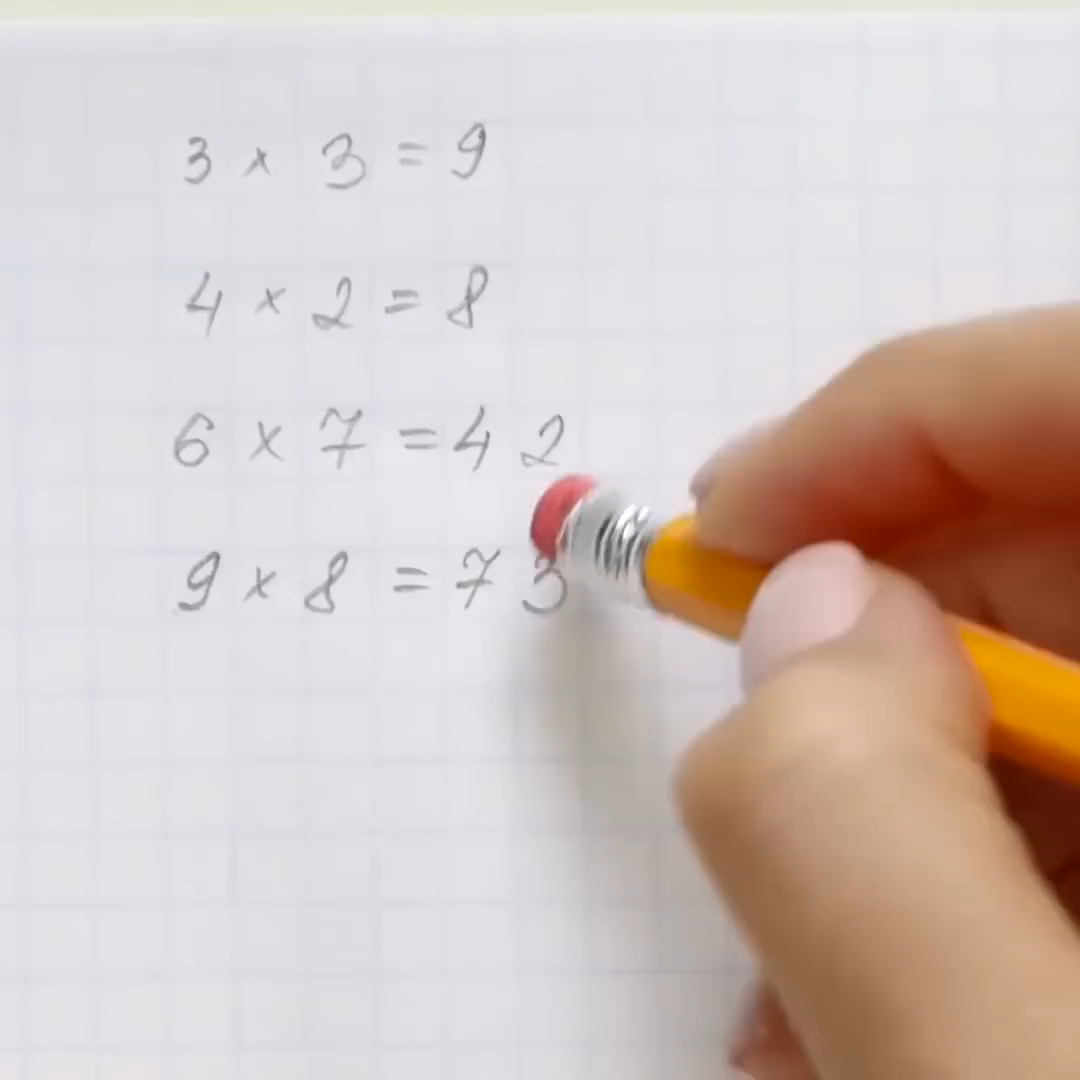 3 × 3 = 9
4 × 2 = 8
6 × 7 = 42
9 × 8 = 73